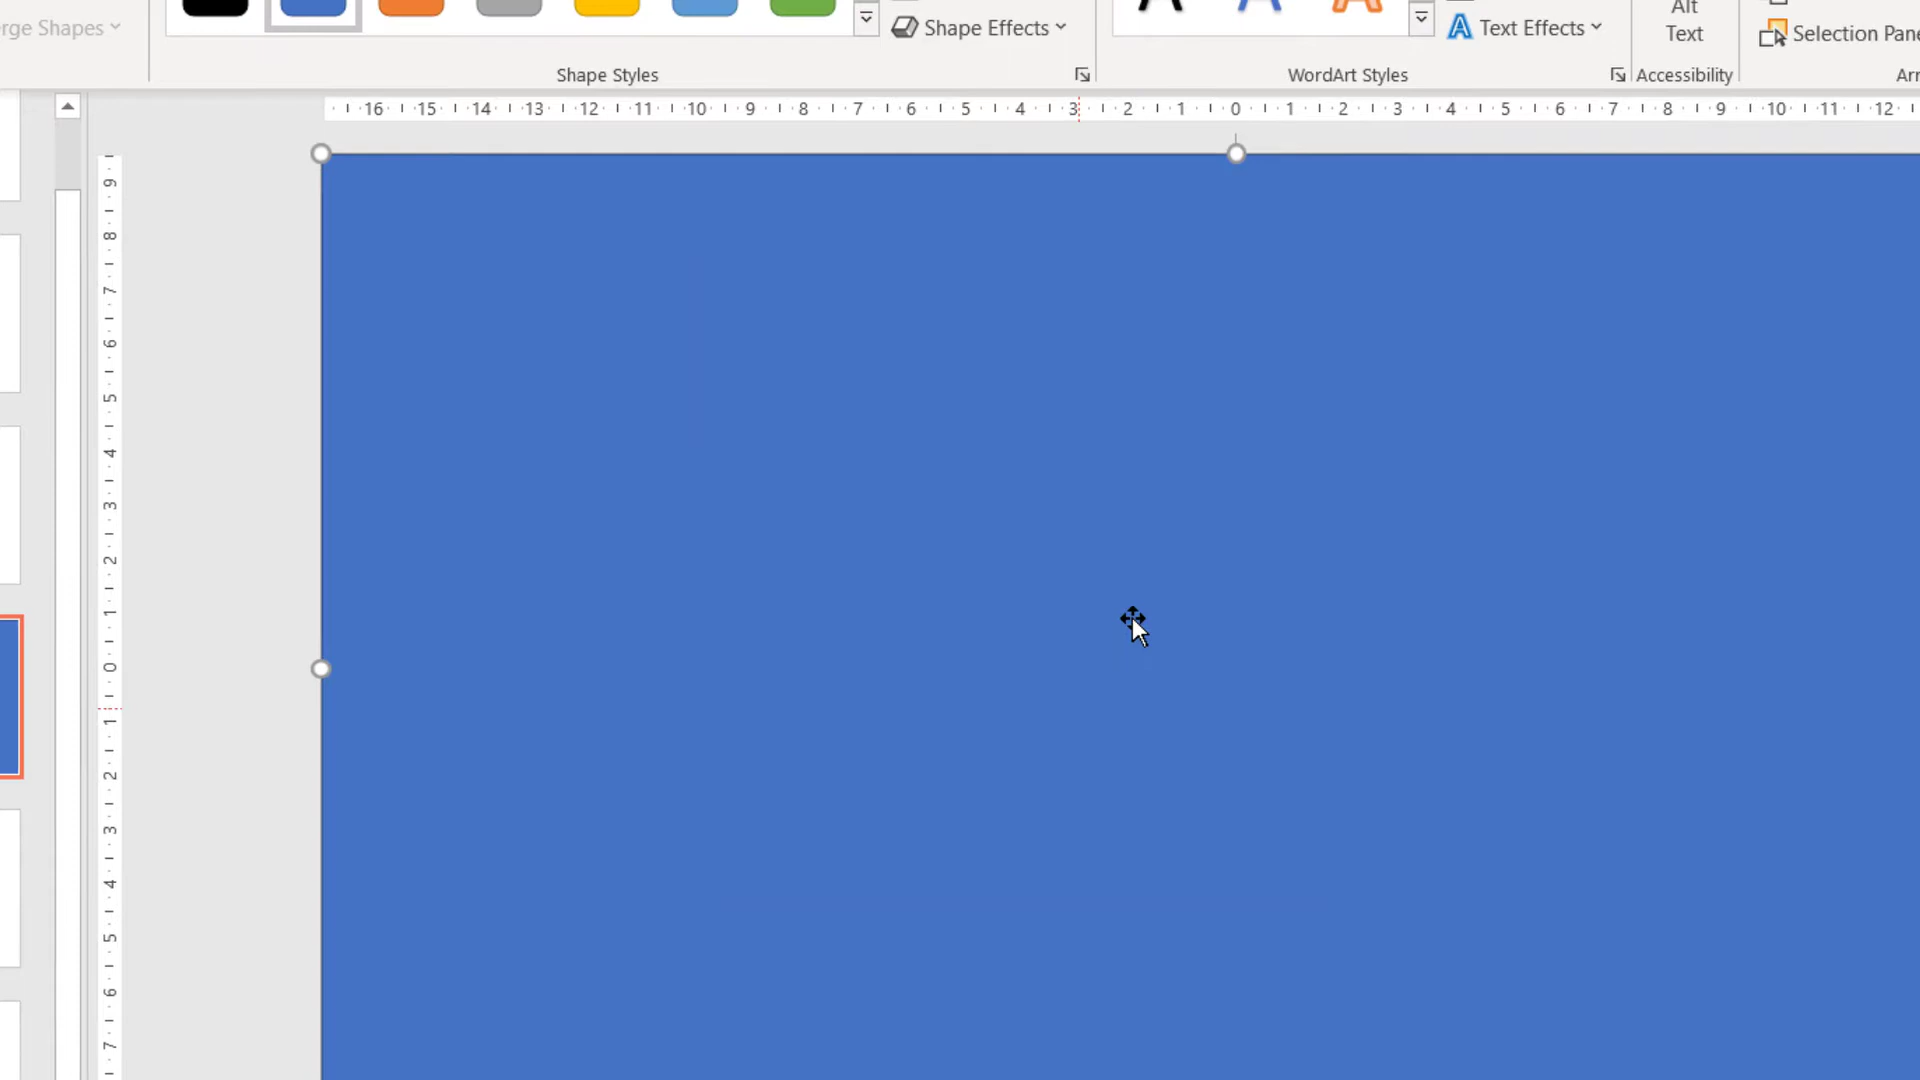 rge Shapes
Shape Effects
Text Effects
Alt
Text
Selection Pane
Shape Styles
WordArt Styles
Accessibility
Arr
16 15 14 13 12 11 10 9 8 7 6 5 4 3 2 1 0 1 2 3 4 5 6 7 8 9 10 11 12
9
8
7
6
5
4
3
2
1
0
1
2
3
4
5
6
7